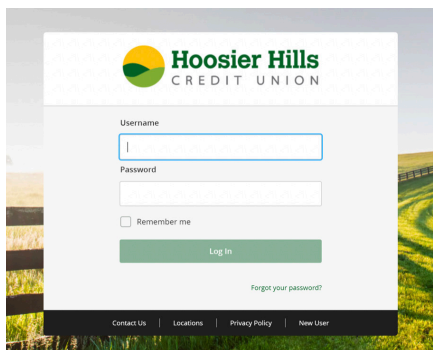 Hoosier Hills
CREDIT UNION
Username
Password
Remember me
Log In
Forgot your password?
Contact Us | Locations | Privacy Policy | New User